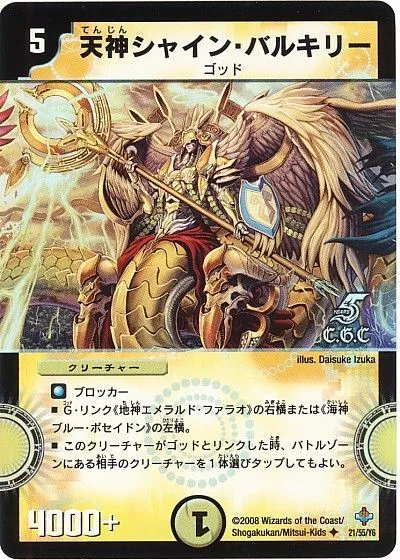 5
てんじん
天神シャイン・バルキリー
ゴッド
5 YEARS
C.G.C
illus. Daisuke Izuka
クリーチャー
ブロッカー
■G・リンク《地神エメラルド・ファラオ》の右横または《海神
ブルー・ポセイドン》の左横。
■このクリーチャーがゴッドとリンクした時、バトルゾー
ンにある相手のクリーチャーを1体選びタップしてもよい。
4000+
1
©2008 Wizards of the Coast/
Shogakukan/Mitsui-Kids
21/55/Y6